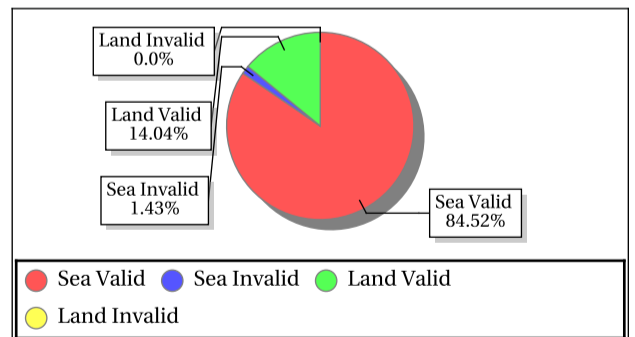 Land Invalid
0.0%
Land Valid
14.04%
Sea Invalid
1.43%
Sea Valid
84.52%
Sea Valid Sea Invalid Land Valid
Land Invalid